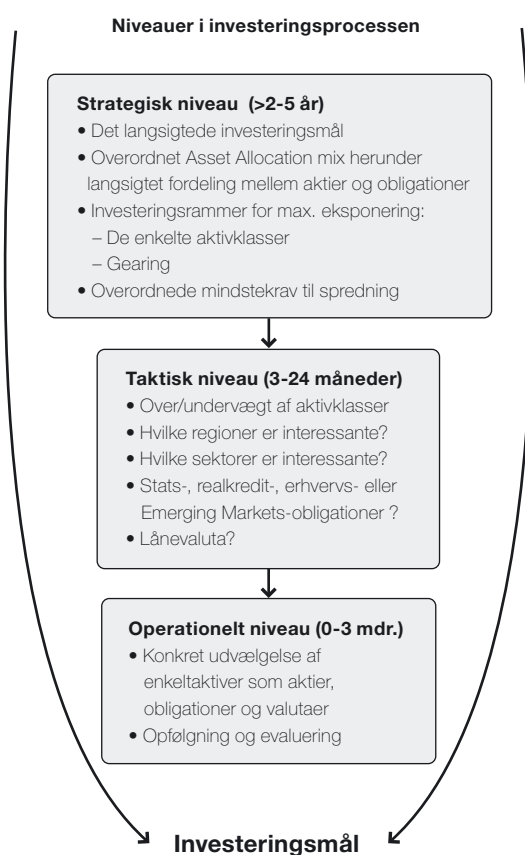 Niveauer i investeringsprocessen
Strategisk niveau (>2-5 år)
• Det langsigtede investeringsmål
• Overordnet Asset Allocation mix herunder
langsigtet fordeling mellem aktier og obligationer
• Investeringsrammer for max. eksponering:
– De enkelte aktivklasser
– Gearing
• Overordnede mindstekrav til spredning
Taktisk niveau (3-24 måneder)
• Over/undervægt af aktivklasser
• Hvilke regioner er interessante?
• Hvilke sektorer er interessante?
• Stats-, realkredit-, erhvervs- eller
Emerging Markets-obligationer ?
• Lånevaluta?
Operationelt niveau (0-3 mdr.)
• Konkret udvælgelse af
enkeltaktiver som aktier,
obligationer og valutaer
• Opfølgning og evaluering
Investeringsmål